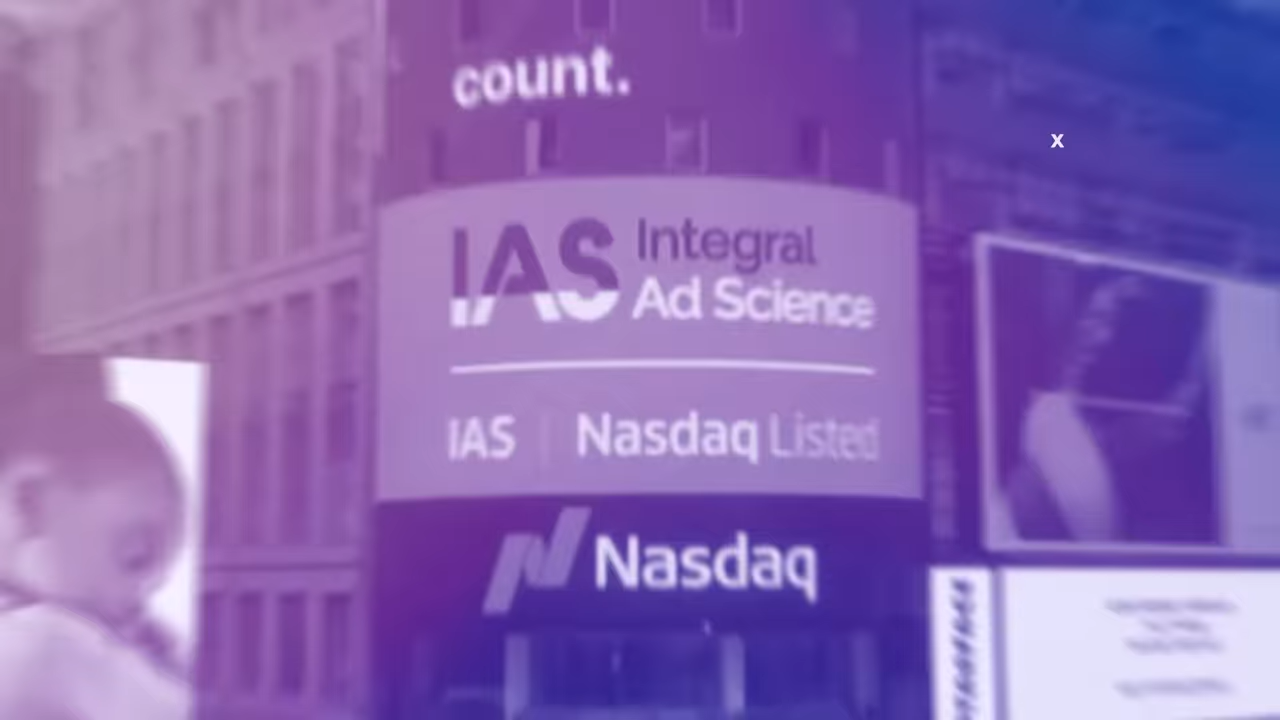 count.
x
IAS Integral
Ad Science
IAS | Nasdaq Listed
Nasdaq